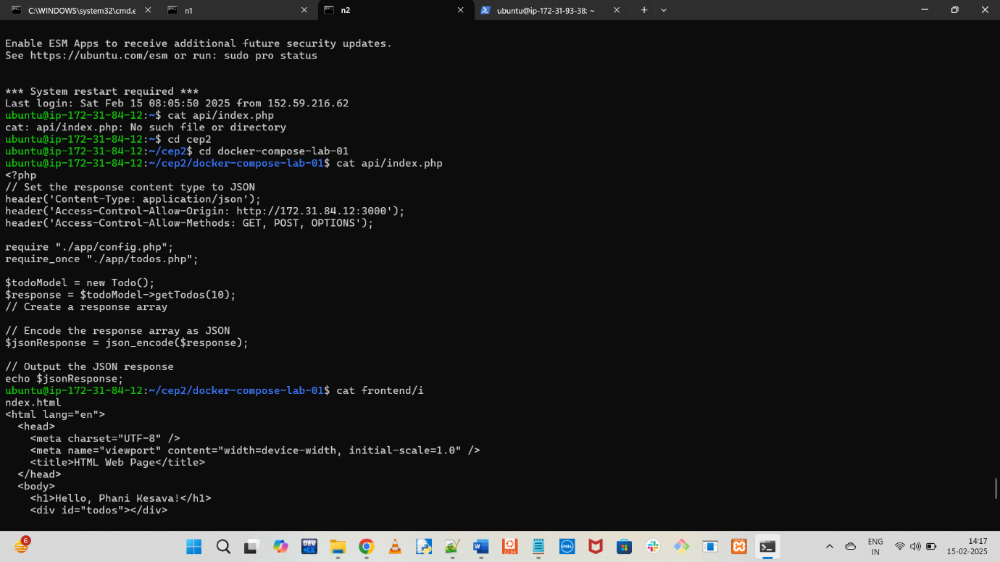 C:\WINDOWS\system32\cmd.e
n1
n2
ubuntu@ip-172-31-93-38: ~
Enable ESM Apps to receive additional future security updates.
See https://ubuntu.com/esm or run: sudo pro status
*** System restart required ***
Last login: Sat Feb 15 08:05:50 2025 from 152.59.216.62
ubuntu@ip-172-31-84-12:~$ cat api/index.php
cat: api/index.php: No such file or directory
ubuntu@ip-172-31-84-12:~$ cd cep2
ubuntu@ip-172-31-84-12:~/cep2$ cd docker-compose-lab-01
ubuntu@ip-172-31-84-12:~/cep2/docker-compose-lab-01$ cat api/index.php
<?php
// Set the response content type to JSON
header('Content-Type: application/json');
header('Access-Control-Allow-Origin: http://172.31.84.12:3000');
header('Access-Control-Allow-Methods: GET, POST, OPTIONS');
require "./app/config.php";
require_once "./app/todos.php";
$todoModel = new Todo();
$response = $todoModel->getTodos(10);
// Create a response array
// Encode the response array as JSON
$jsonResponse = json_encode($response);
// Output the JSON response
echo $jsonResponse;
ubuntu@ip-172-31-84-12:~/cep2/docker-compose-lab-01$ cat frontend/i
ndex.html
<html lang="en">
  <head>
    <meta charset="UTF-8" />
    <meta name="viewport" content="width=device-width, initial-scale=1.0" />
    <title>HTML Web Page</title>
  </head>
  <body>
    <h1>Hello, Phani Kesava!</h1>
    <div id="todos"></div>
6
DEV
22.04
DELL
ENG
IN
14:17
15-02-2025